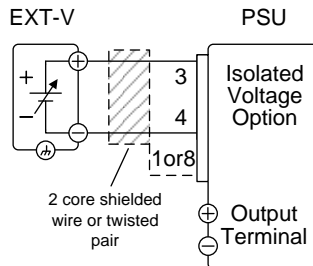 EXT-V
PSU
+
−
+
−
3
4
1or8
Isolated
Voltage
Option
2 core shielded
wire or twisted
pair
+
−
Output
Terminal